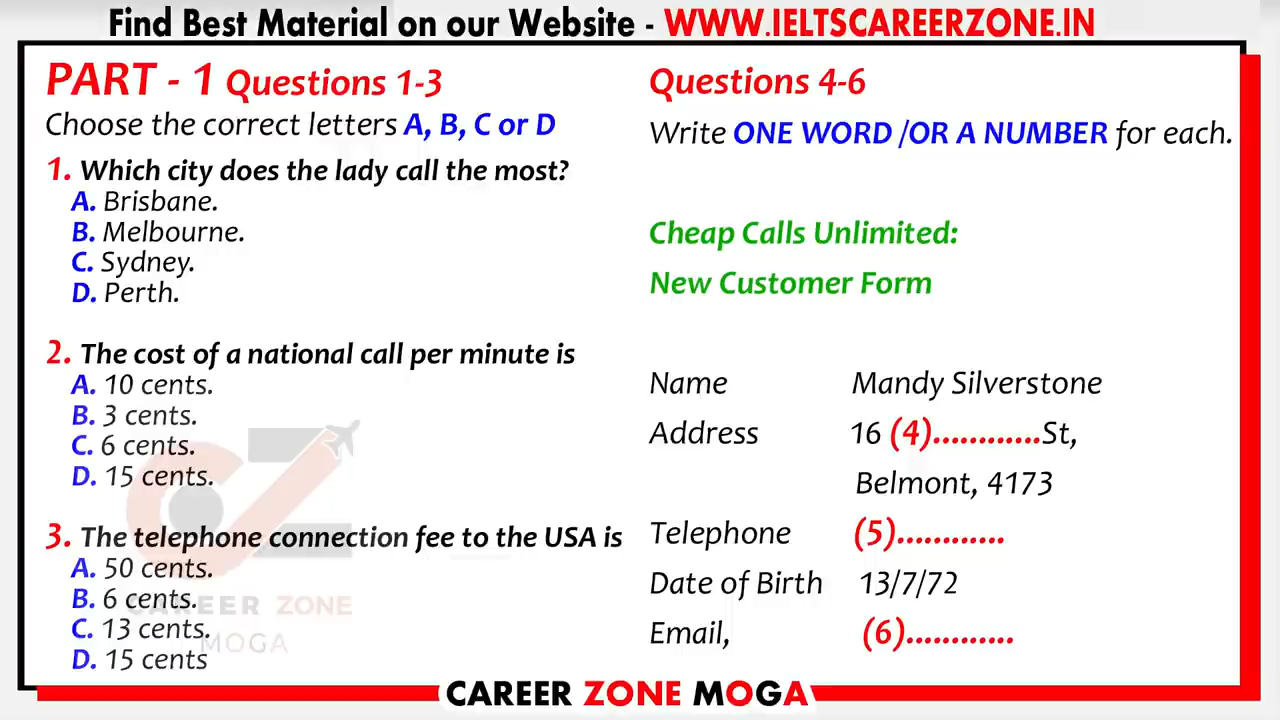 Find Best Material on our Website - WWW.IELTSCAREERZONE.IN
PART - 1 Questions 1-3
Choose the correct letters A, B, C or D
1. Which city does the lady call the most?
A. Brisbane.
B. Melbourne.
C. Sydney.
D. Perth.
2. The cost of a national call per minute is
A. 10 cents.
B. 3 cents.
C. 6 cents.
D. 15 cents.
3. The telephone connection fee to the USA is
A. 50 cents.
B. 6 cents.
C. 13 cents.
D. 15 cents
CAREER ZONE
MOGA
Questions 4-6
Write ONE WORD /OR A NUMBER for each.
Cheap Calls Unlimited:
New Customer Form
Name Mandy Silverstone
Address 16 (4)............St,
Belmont, 4173
Telephone (5)............
Date of Birth 13/7/72
Email, (6)............
CAREER ZONE MOGA